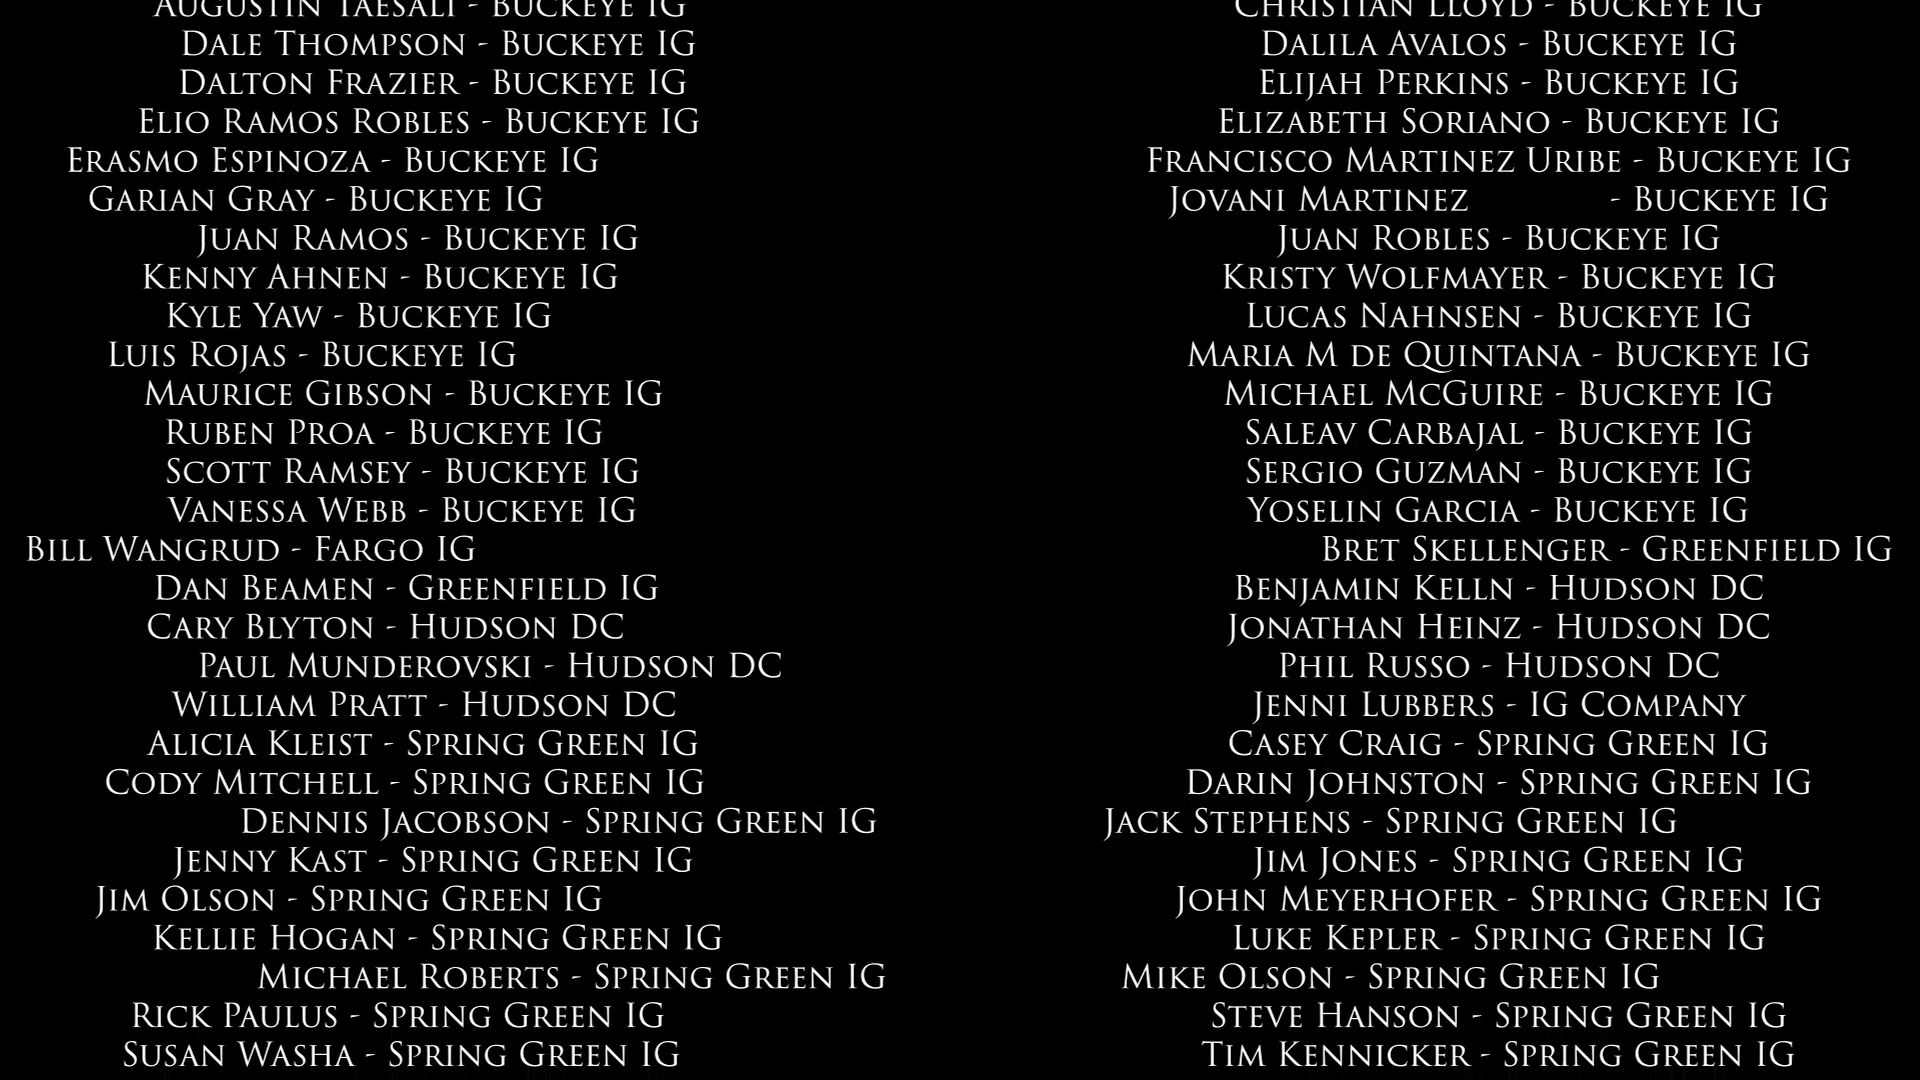 Augustin Taesali - Buckeye IG
Christian Lloyd - Buckeye IG
Dale Thompson - Buckeye IG
Dalila Avalos - Buckeye IG
Dalton Frazier - Buckeye IG
Elijah Perkins - Buckeye IG
Elio Ramos Robles - Buckeye IG
Elizabeth Soriano - Buckeye IG
Erasmo Espinoza - Buckeye IG
Francisco Martinez Uribe - Buckeye IG
Garian Gray - Buckeye IG
Jovani Martinez - Buckeye IG
Juan Ramos - Buckeye IG
Juan Robles - Buckeye IG
Kenny Ahnen - Buckeye IG
Kristy Wolfmayer - Buckeye IG
Kyle Yaw - Buckeye IG
Lucas Nahnsen - Buckeye IG
Luis Rojas - Buckeye IG
Maria M de Quintana - Buckeye IG
Maurice Gibson - Buckeye IG
Michael McGuire - Buckeye IG
Ruben Proa - Buckeye IG
Saleav Carbajal - Buckeye IG
Scott Ramsey - Buckeye IG
Sergio Guzman - Buckeye IG
Vanessa Webb - Buckeye IG
Yoselin Garcia - Buckeye IG
Bill Wangrud - Fargo IG
Bret Skellenger - Greenfield IG
Dan Beamen - Greenfield IG
Benjamin Kelln - Hudson DC
Cary Blyton - Hudson DC
Jonathan Heinz - Hudson DC
Paul Munderovski - Hudson DC
Phil Russo - Hudson DC
William Pratt - Hudson DC
Jenni Lubbers - IG Company
Alicia Kleist - Spring Green IG
Casey Craig - Spring Green IG
Cody Mitchell - Spring Green IG
Darin Johnston - Spring Green IG
Dennis Jacobson - Spring Green IG
Jack Stephens - Spring Green IG
Jenny Kast - Spring Green IG
Jim Jones - Spring Green IG
Jim Olson - Spring Green IG
John Meyerhofer - Spring Green IG
Kellie Hogan - Spring Green IG
Luke Kepler - Spring Green IG
Michael Roberts - Spring Green IG
Mike Olson - Spring Green IG
Rick Paulus - Spring Green IG
Steve Hanson - Spring Green IG
Susan Washa - Spring Green IG
Tim Kennicker - Spring Green IG